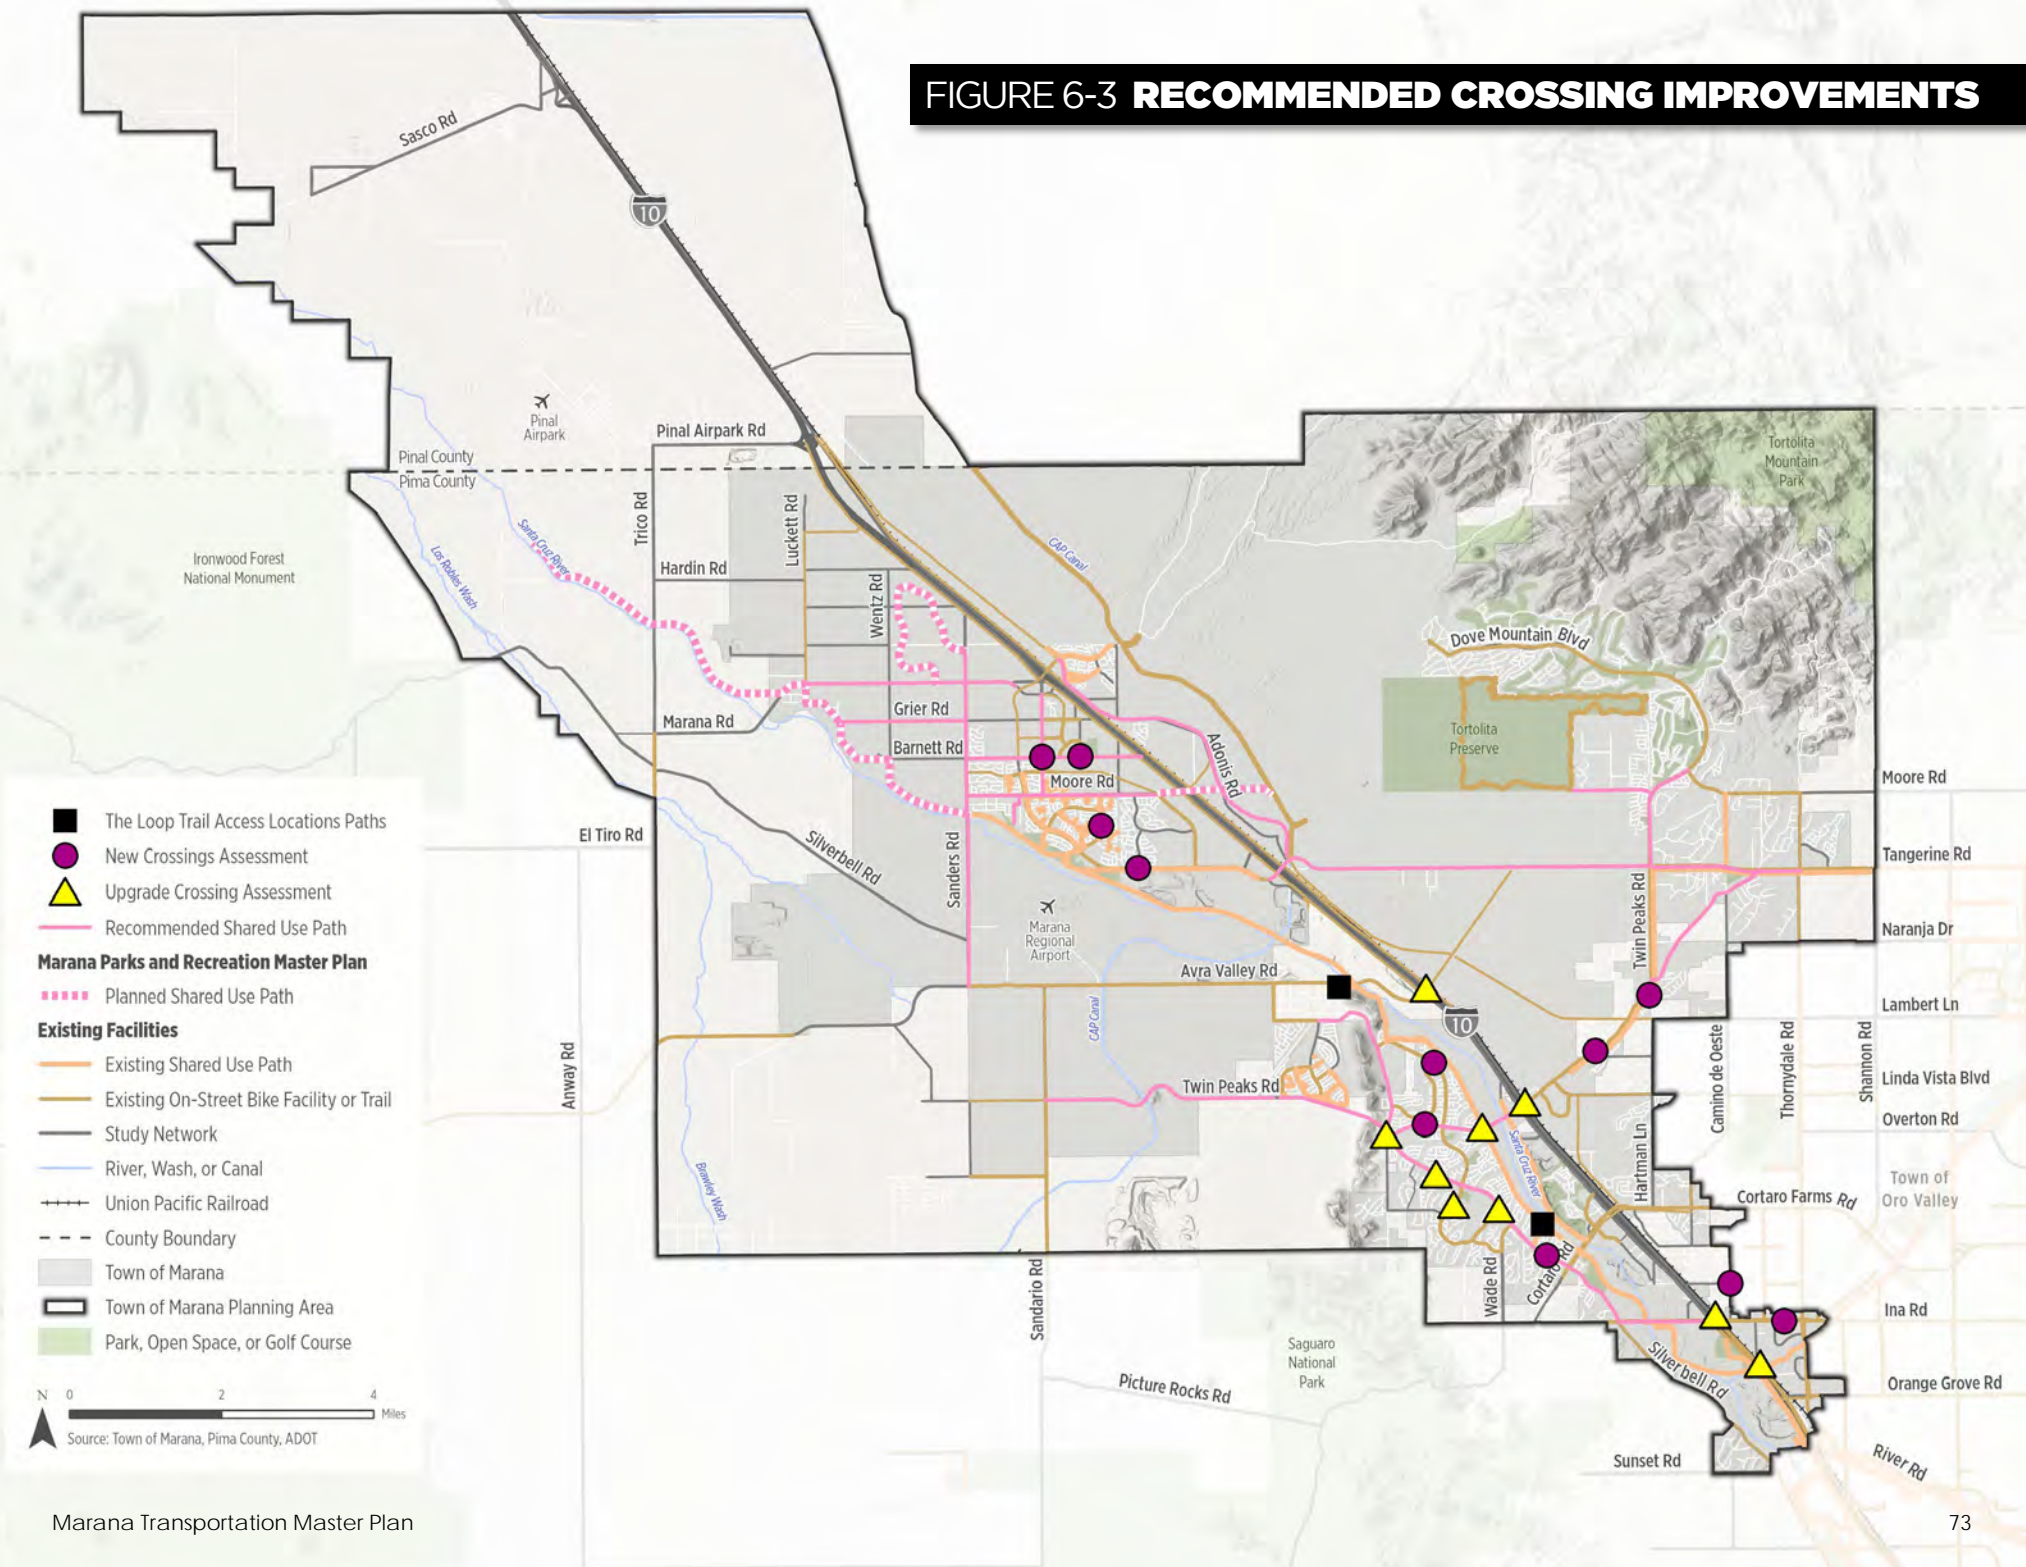 FIGURE 6-3 RECOMMENDED CROSSING IMPROVEMENTS
Sasco Rd
10
Pinal
Airpark
Pinal Airpark Rd
Pinal County
Pima County
Tortolita
Mountain
Park
Trico Rd
Luckett Rd
Santa Cruz River
Los Robles Wash
CAP Canal
Ironwood Forest
National Monument
Hardin Rd
Wentz Rd
Dove Mountain Blvd
Marana Rd
Grier Rd
Barnett Rd
Adonis Rd
Tortolita
Preserve
Moore Rd
Moore Rd
El Tiro Rd
Silverbell Rd
Sanders Rd
Tangerine Rd
Twin Peaks Rd
Marana
Regional
Airport
Naranja Dr
Avra Valley Rd
CAP Canal
10
Lambert Ln
Anway Rd
Camino de Oeste
Thornydale Rd
Shannon Rd
Twin Peaks Rd
Linda Vista Blvd
Overton Rd
Santa Cruz River
Hartman Ln
Brawley Wash
Cortaro Farms Rd
Town of
Oro Valley
Sandario Rd
Wade Rd
Cortaro Rd
Ina Rd
Saguaro
National
Park
Silverbell Rd
Picture Rocks Rd
Orange Grove Rd
Sunset Rd
River Rd
The Loop Trail Access Locations Paths
New Crossings Assessment
Upgrade Crossing Assessment
Recommended Shared Use Path
Marana Parks and Recreation Master Plan
Planned Shared Use Path
Existing Facilities
Existing Shared Use Path
Existing On-Street Bike Facility or Trail
Study Network
River, Wash, or Canal
Union Pacific Railroad
County Boundary
Town of Marana
Town of Marana Planning Area
Park, Open Space, or Golf Course
N 0 2 4
Miles
Source: Town of Marana, Pima County, ADOT
Marana Transportation Master Plan
73